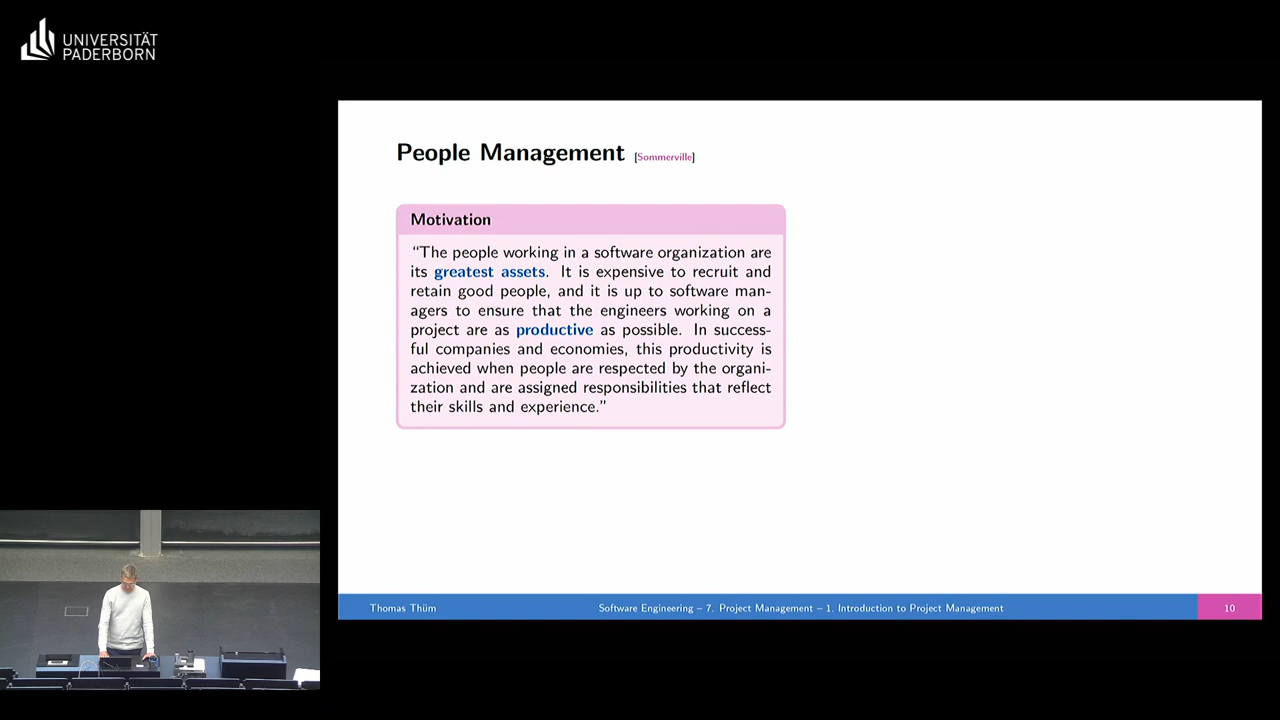 UNIVERSITÄT
PADERBORN
People Management [Sommerville]
Motivation
“The people working in a software organization are
its greatest assets. It is expensive to recruit and
retain good people, and it is up to software man-
agers to ensure that the engineers working on a
project are as productive as possible. In success-
ful companies and economies, this productivity is
achieved when people are respected by the organi-
zation and are assigned responsibilities that reflect
their skills and experience.”
Thomas Thüm
Software Engineering – 7. Project Management – 1. Introduction to Project Management
10